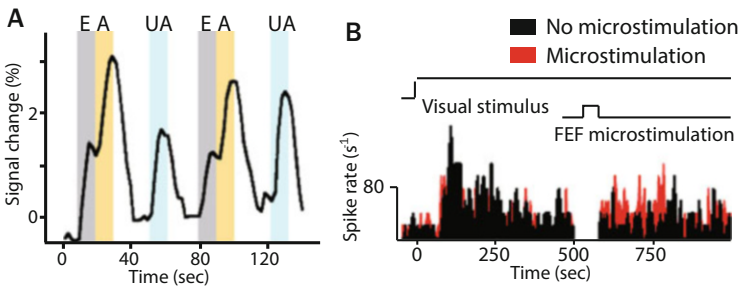 A
E A UA E A UA
Signal change (%)
2
0
0 40 80 120
Time (sec)
B
No microstimulation
Microstimulation
Visual stimulus
FEF microstimulation
Spike rate (s-1)
80
0 250 500 750
Time (sec)